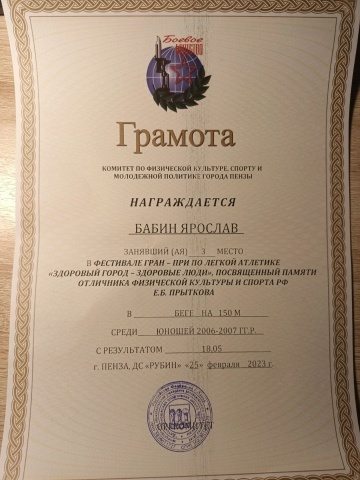 Боевое
Грамота
КОМИТЕТ ПО ФИЗИЧЕСКОЙ КУЛЬТУРЕ, СПОРТУ И
МОЛОДЕЖНОЙ ПОЛИТИКЕ ГОРОДА ПЕНЗЫ
НАГРАЖДАЕТСЯ
БАБИН ЯРОСЛАВ
ЗАНЯВШИЙ (АЯ) 3 МЕСТО
В ФЕСТИВАЛЕ ГРАН – ПРИ ПО ЛЕГКОЙ АТЛЕТИКЕ
«ЗДОРОВЫЙ ГОРОД – ЗДОРОВЫЕ ЛЮДИ», ПОСВЯЩЕННЫЙ ПАМЯТИ
ОТЛИЧНИКА ФИЗИЧЕСКОЙ КУЛЬТУРЫ И СПОРТА РФ
Е.Б. ПРЫТКОВА
В БЕГЕ НА 150 М
СРЕДИ ЮНОШЕЙ 2006-2007 ГГ.Р.
С РЕЗУЛЬТАТОМ 18.05
г. ПЕНЗА, ДС «РУБИН» «25» февраля 2023 г.
ОРГКОМИТЕТ